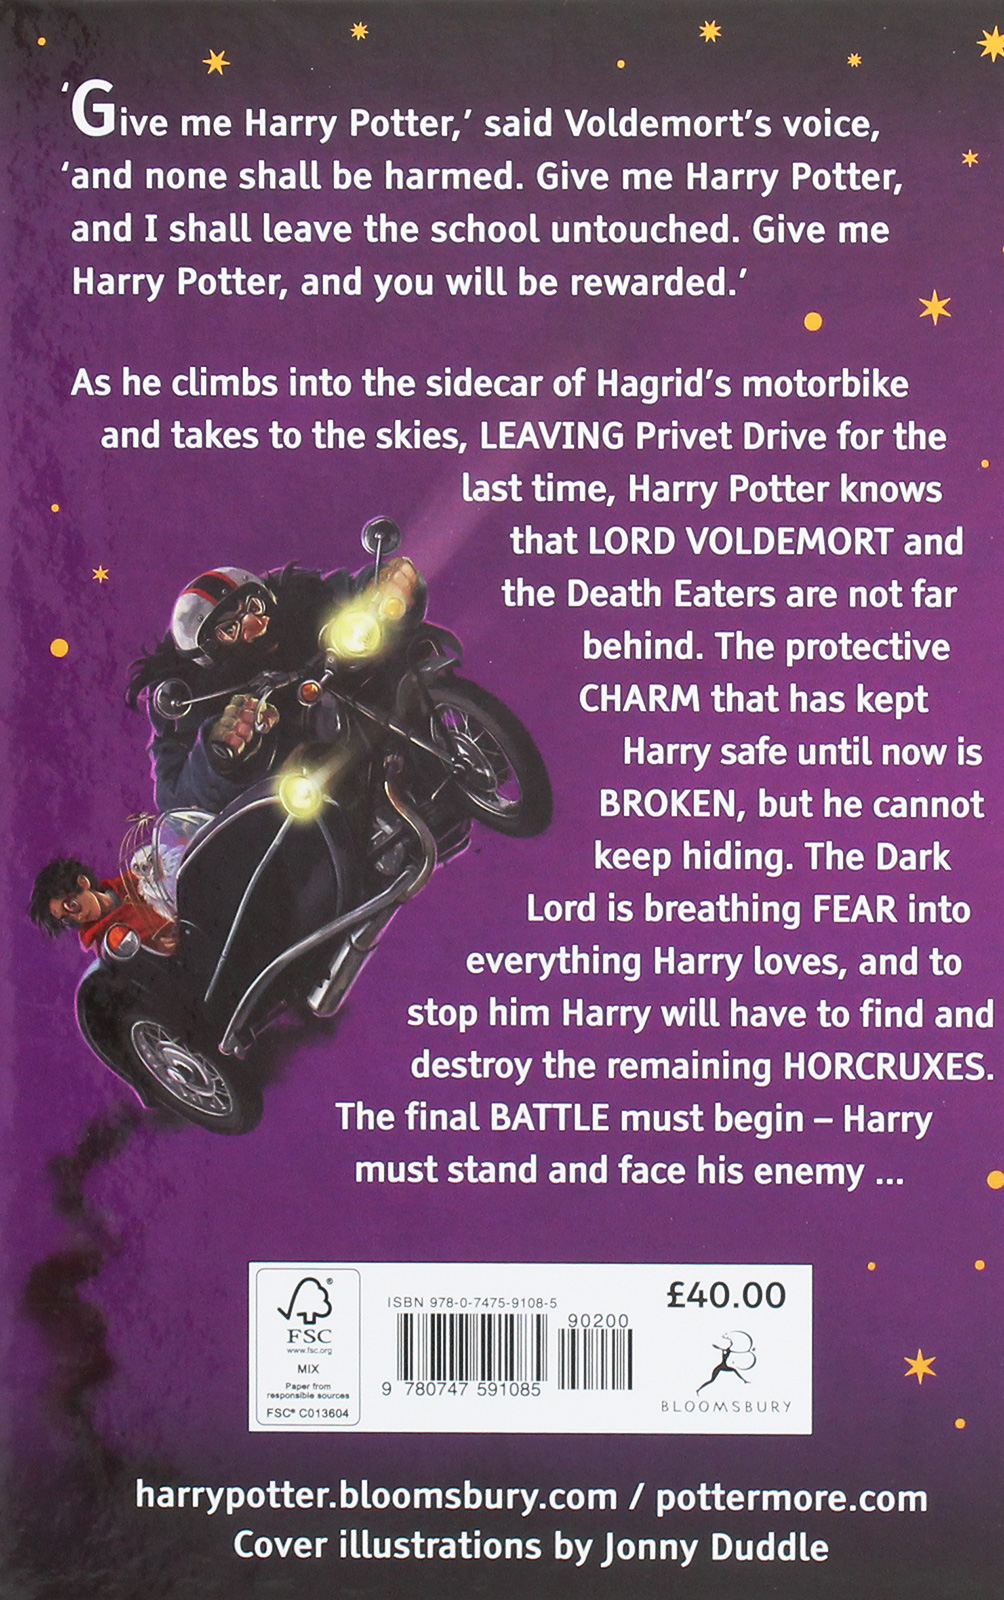 ‘Give me Harry Potter,’ said Voldemort’s voice,
‘and none shall be harmed. Give me Harry Potter,
and I shall leave the school untouched. Give me
Harry Potter, and you will be rewarded.’
As he climbs into the sidecar of Hagrid’s motorbike
and takes to the skies, LEAVING Privet Drive for the
last time, Harry Potter knows
that LORD VOLDEMORT and
the Death Eaters are not far
behind. The protective
CHARM that has kept
Harry safe until now is
BROKEN, but he cannot
keep hiding. The Dark
Lord is breathing FEAR into
everything Harry loves, and to
stop him Harry will have to find and
destroy the remaining HORCRUXES.
The final BATTLE must begin – Harry
must stand and face his enemy ...
®
FSC
www.fsc.org
MIX
Paper from
responsible sources
FSC® C013604
ISBN 978-0-7475-9108-5
90200
9 780747 591085
£40.00
BLOOMSBURY
harrypotter.bloomsbury.com / pottermore.com
Cover illustrations by Jonny Duddle